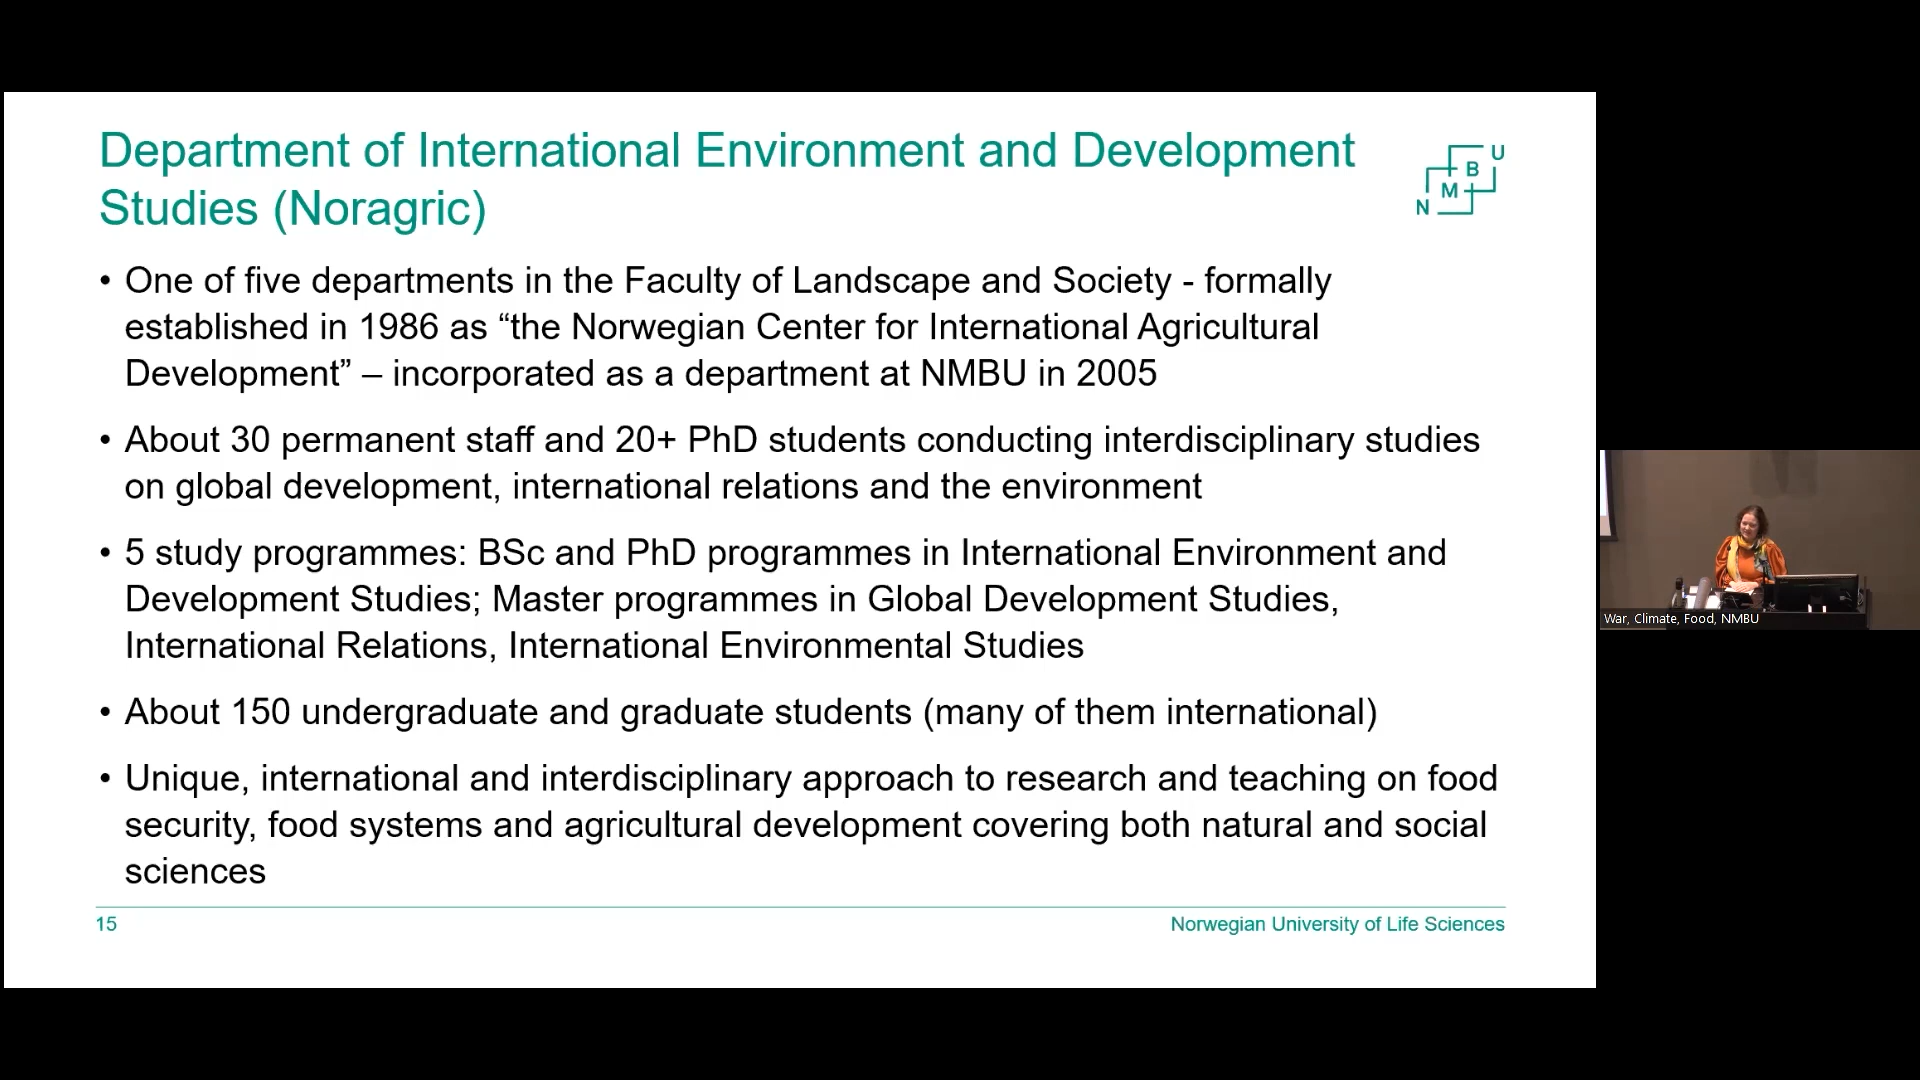 Department of International Environment and Development
Studies (Noragric)
N M B U
• One of five departments in the Faculty of Landscape and Society - formally
established in 1986 as “the Norwegian Center for International Agricultural
Development” – incorporated as a department at NMBU in 2005
• About 30 permanent staff and 20+ PhD students conducting interdisciplinary studies
on global development, international relations and the environment
• 5 study programmes: BSc and PhD programmes in International Environment and
Development Studies; Master programmes in Global Development Studies,
International Relations, International Environmental Studies
• About 150 undergraduate and graduate students (many of them international)
• Unique, international and interdisciplinary approach to research and teaching on food
security, food systems and agricultural development covering both natural and social
sciences
15
Norwegian University of Life Sciences
War, Climate, Food, NMBU